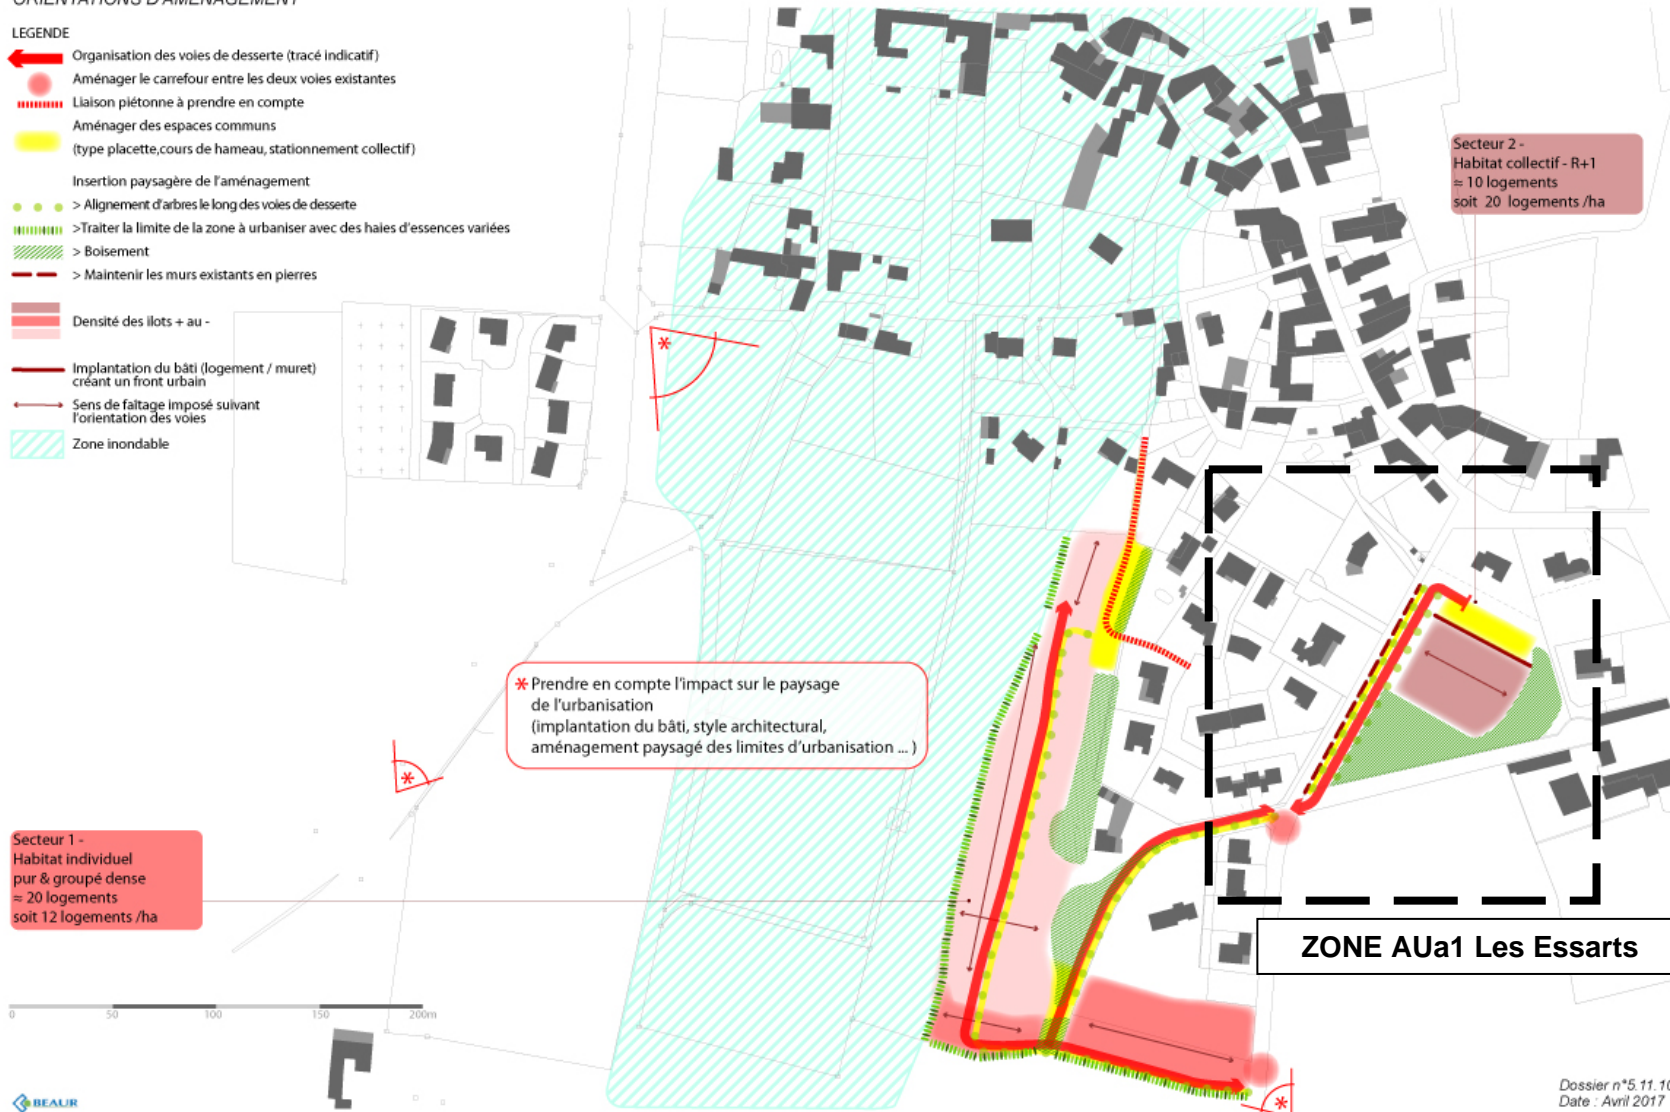 ORIENTATIONS D'AMENAGEMENT
LEGENDE
Organisation des voies de desserte (tracé indicatif)
Aménager le carrefour entre les deux voies existantes
Liaison piétonne à prendre en compte
Aménager des espaces communs
(type placette,cours de hameau, stationnement collectif)
Insertion paysagère de l'aménagement
> Alignement d'arbres le long des voies de desserte
>Traiter la limite de la zone à urbaniser avec des haies d'essences variées
> Boisement
> Maintenir les murs existants en pierres
Densité des ilots + au -
Implantation du bâti (logement / muret)
créant un front urbain
Sens de faîtage imposé suivant
l'orientation des voies
Zone inondable
Secteur 2 -
Habitat collectif - R+1
≈ 10 logements
soit 20 logements /ha
*
* Prendre en compte l'impact sur le paysage
de l'urbanisation
(implantation du bâti, style architectural,
aménagement paysagé des limites d'urbanisation ... )
*
Secteur 1 -
Habitat individuel
pur & groupé dense
≈ 20 logements
soit 12 logements /ha
ZONE AUa1 Les Essarts
0 50 100 150 200m
*
BEAUR
Dossier n°5.11.10
Date : Avril 2017